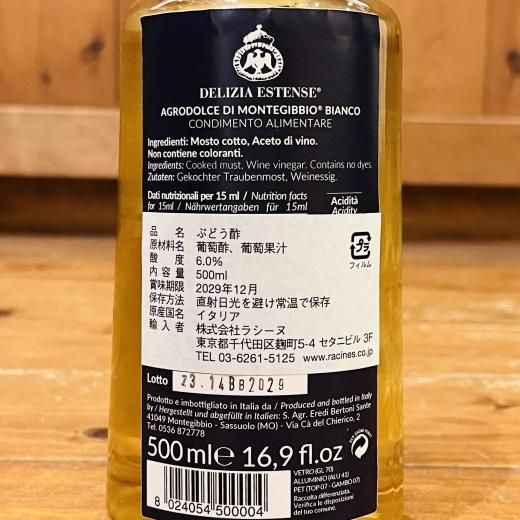 DELIZIA ESTENSE®
AGRODOLCE DI MONTEGIBBIO® BIANCO
CONDIMENTO ALIMENTARE
Ingredienti: Mosto cotto, Aceto di vino.
Non contiene coloranti.
Ingredients: Cooked must, Wine vinegar. Contains no dyes.
Zutaten: Gekochter Traubenmost, Weinessig.
Dati nutrizionali per 15 ml / Nutrition facts
for 15ml / Nährwertangaben für 15ml
Acidità
Acidity
品名 ぶどう酢
原材料名 葡萄酢、葡萄果汁
酸度 6.0%
内容量 500ml
賞味期限 2029年12月
保存方法 直射日光を避け常温で保存
原産国名 イタリア
輸入者 株式会社ラシーヌ
東京都千代田区麹町5-4 セタニビル 3F
TEL 03-6261-5125 www.racines.co.jp
プラ
フィルム
Lotto 23.14BB2029
Prodotto e imbottigliato in Italia da / Produced and bottled in Italy
by / Hergestellt und abgefüllt in Italien: S. Agr. Eredi Bertoni Sante
41049 Montegibbio - Sassuolo (MO) - Via Cà del Chierico, 2
Tel. 0536 872778
500 ml e 16,9 fl.oz
VETRO (GL 70)
ALLUMINIO (ALU 41)
PET (TOP 07 - GAMBO 07)
Raccolta differenziata.
Verifica le disposizioni
del tuo Comune.
8 024054 500004